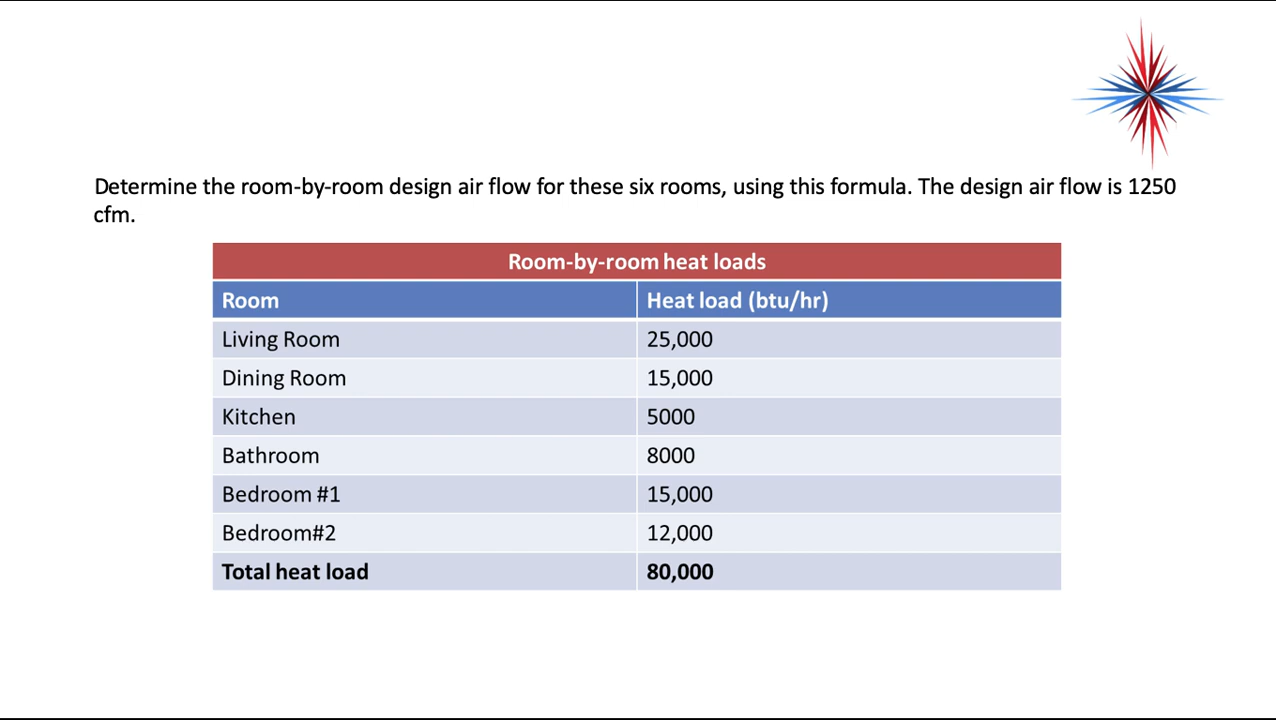 Determine the room-by-room design air flow for these six rooms, using this formula. The design air flow is 1250
cfm.
Room-by-room heat loads
Room Heat load (btu/hr)
Living Room 25,000
Dining Room 15,000
Kitchen 5000
Bathroom 8000
Bedroom #1 15,000
Bedroom#2 12,000
Total heat load 80,000